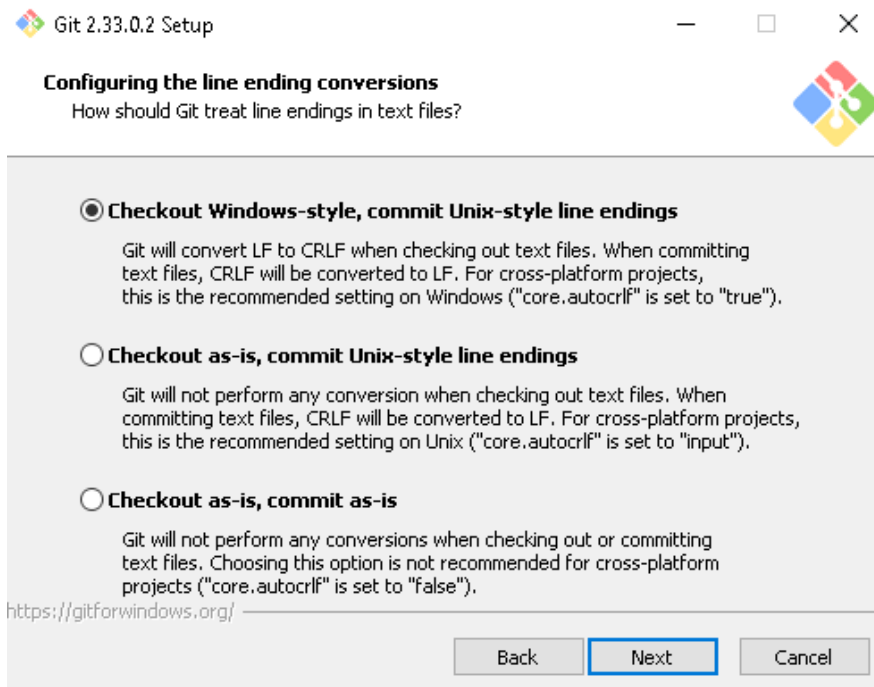 Git 2.33.0.2 Setup
Configuring the line ending conversions
How should Git treat line endings in text files?
Checkout Windows-style, commit Unix-style line endings
Git will convert LF to CRLF when checking out text files. When committing
text files, CRLF will be converted to LF. For cross-platform projects,
this is the recommended setting on Windows ("core.autocrlf" is set to "true").
Checkout as-is, commit Unix-style line endings
Git will not perform any conversion when checking out text files. When
committing text files, CRLF will be converted to LF. For cross-platform projects,
this is the recommended setting on Unix ("core.autocrlf" is set to "input").
Checkout as-is, commit as-is
Git will not perform any conversions when checking out or committing
text files. Choosing this option is not recommended for cross-platform
projects ("core.autocrlf" is set to "false").
https://gitforwindows.org/
Back Next Cancel